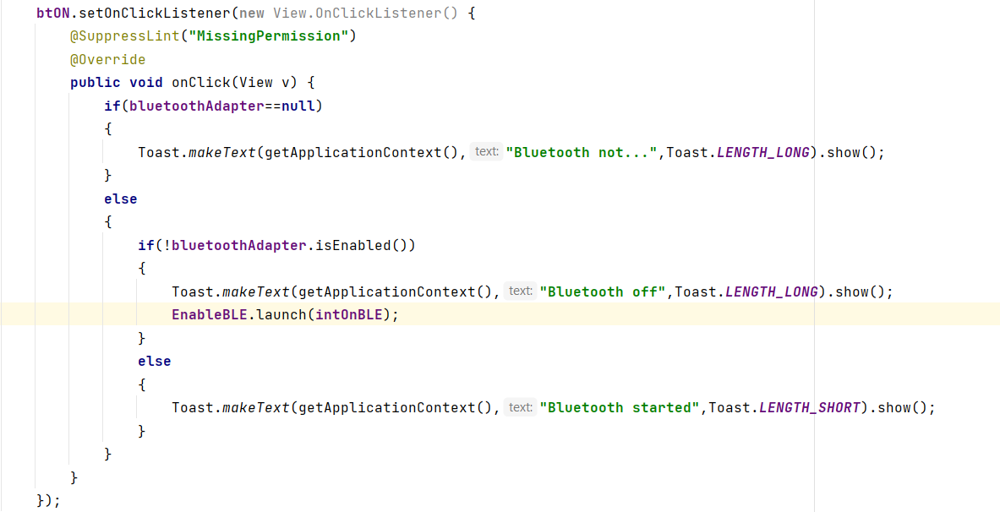 btON.setOnClickListener(new View.OnClickListener() {
@SuppressLint("MissingPermission")
@Override
public void onClick(View v) {
if(bluetoothAdapter==null)
{
Toast.makeText(getApplicationContext(), text: "Bluetooth not...",Toast.LENGTH_LONG).show();
}
else
{
if(!bluetoothAdapter.isEnabled())
{
Toast.makeText(getApplicationContext(), text: "Bluetooth off",Toast.LENGTH_LONG).show();
EnableBLE.launch(intOnBLE);
}
else
{
Toast.makeText(getApplicationContext(), text: "Bluetooth started",Toast.LENGTH_SHORT).show();
}
}
}
});